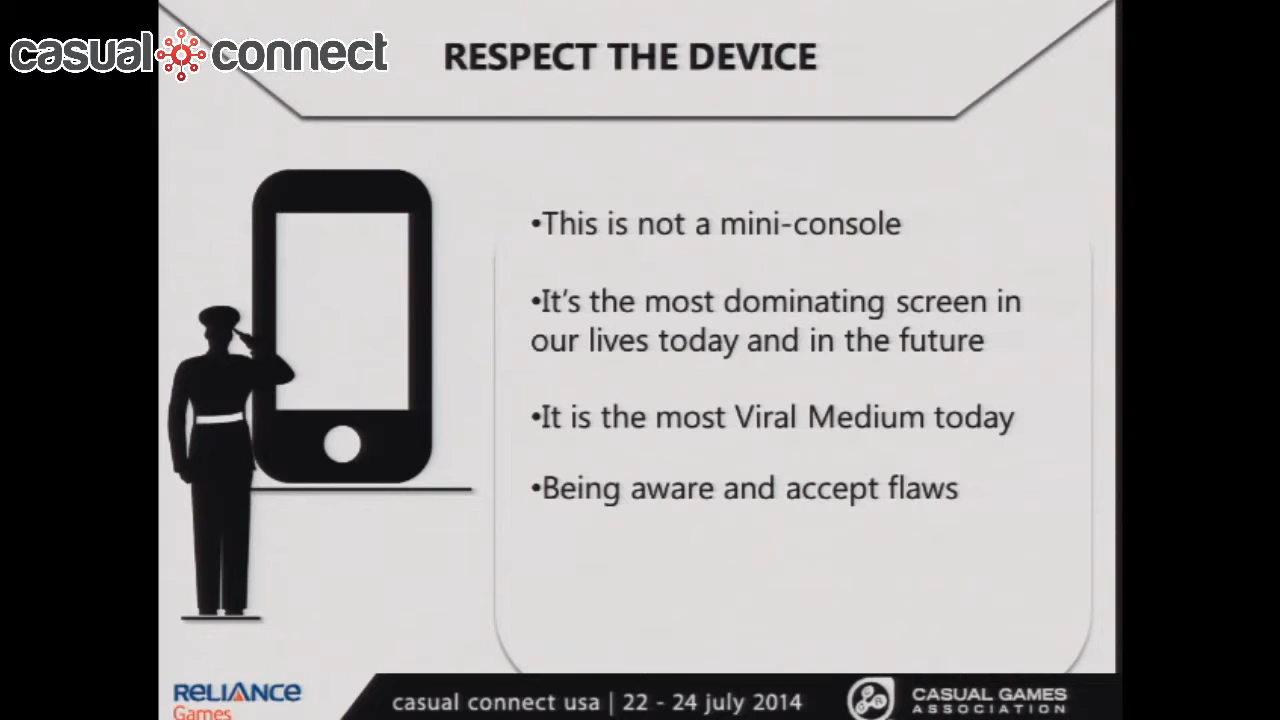 casual connect
RESPECT THE DEVICE
•This is not a mini-console
•It's the most dominating screen in
our lives today and in the future
•It is the most Viral Medium today
•Being aware and accept flaws
RELIANCE
Games
casual connect usa | 22 - 24 july 2014
CASUAL GAMES
ASSOCIATION